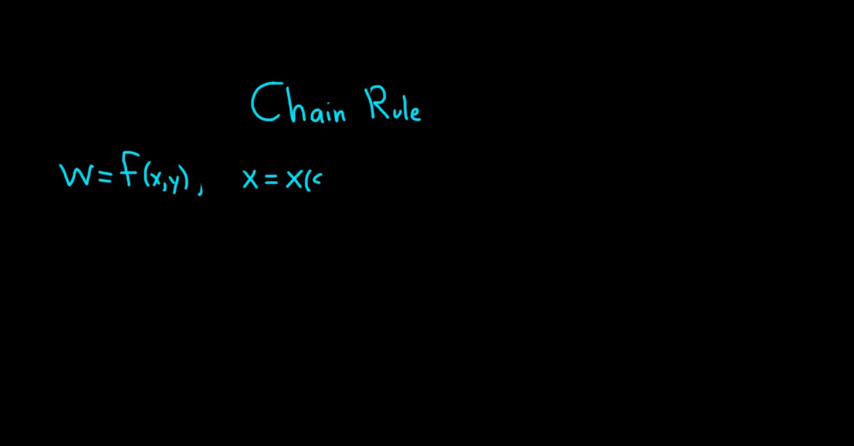 Chain Rule
W=f(x,y), x=x(